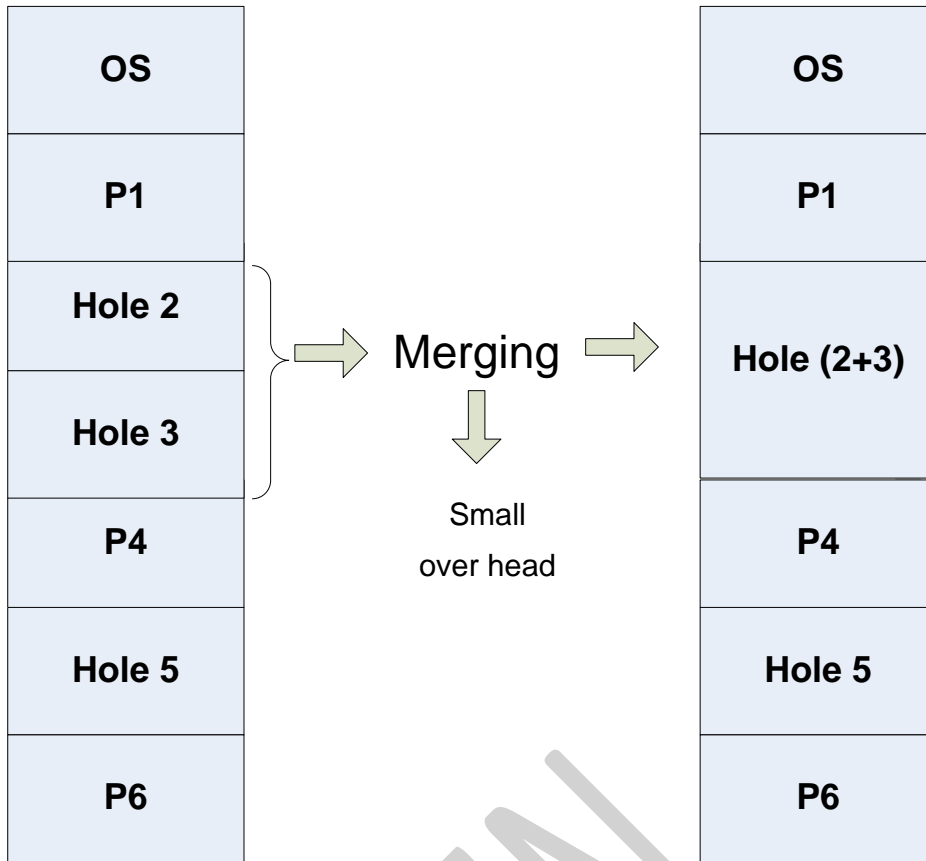 OS
P1
Hole 2
Hole 3
P4
Hole 5
P6
Merging
Small
over head
OS
P1
Hole (2+3)
P4
Hole 5
P6